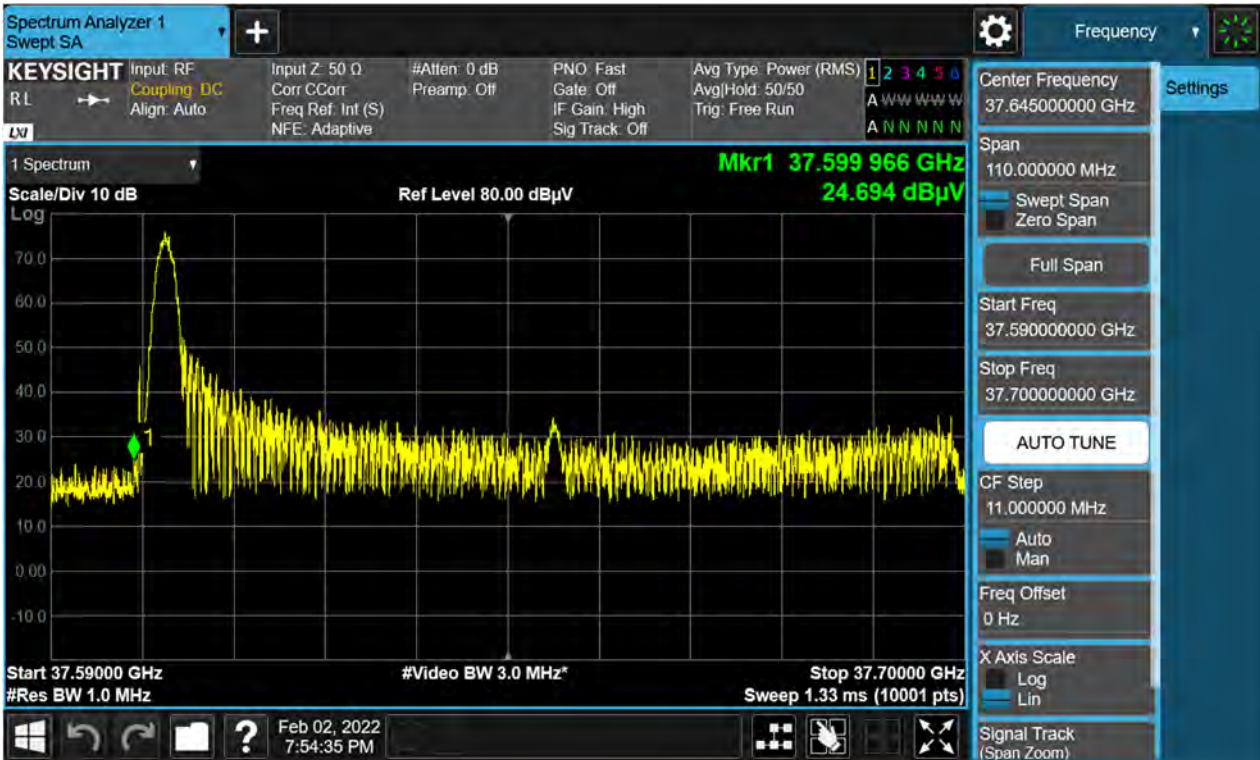 Spectrum Analyzer 1
Swept SA
+
Frequency
KEYSIGHT
RL
LXI
Input: RF
Coupling: DC
Align: Auto
Input Z: 50 Ω
Corr CCorr
Freq Ref: Int (S)
NFE: Adaptive
#Atten: 0 dB
Preamp: Off
PNO: Fast
Gate: Off
IF Gain: High
Sig Track: Off
Avg Type: Power (RMS)
Avg|Hold: 50/50
Trig: Free Run
1 2 3 4 5 6
A W W W W W
A N N N N N
1 Spectrum
Scale/Div 10 dB
Log
Ref Level 80.00 dBµV
Mkr1 37.599 966 GHz
24.694 dBµV
70.0
60.0
50.0
40.0
30.0
20.0
10.0
0.00
-10.0
1
Start 37.59000 GHz
#Res BW 1.0 MHz
#Video BW 3.0 MHz*
Stop 37.70000 GHz
Sweep 1.33 ms (10001 pts)
Center Frequency
37.645000000 GHz
Settings
Span
110.000000 MHz
Swept Span
Zero Span
Full Span
Start Freq
37.590000000 GHz
Stop Freq
37.700000000 GHz
AUTO TUNE
CF Step
11.000000 MHz
Auto
Man
Freq Offset
0 Hz
X Axis Scale
Log
Lin
Signal Track
(Span Zoom)
?
Feb 02, 2022
7:54:35 PM